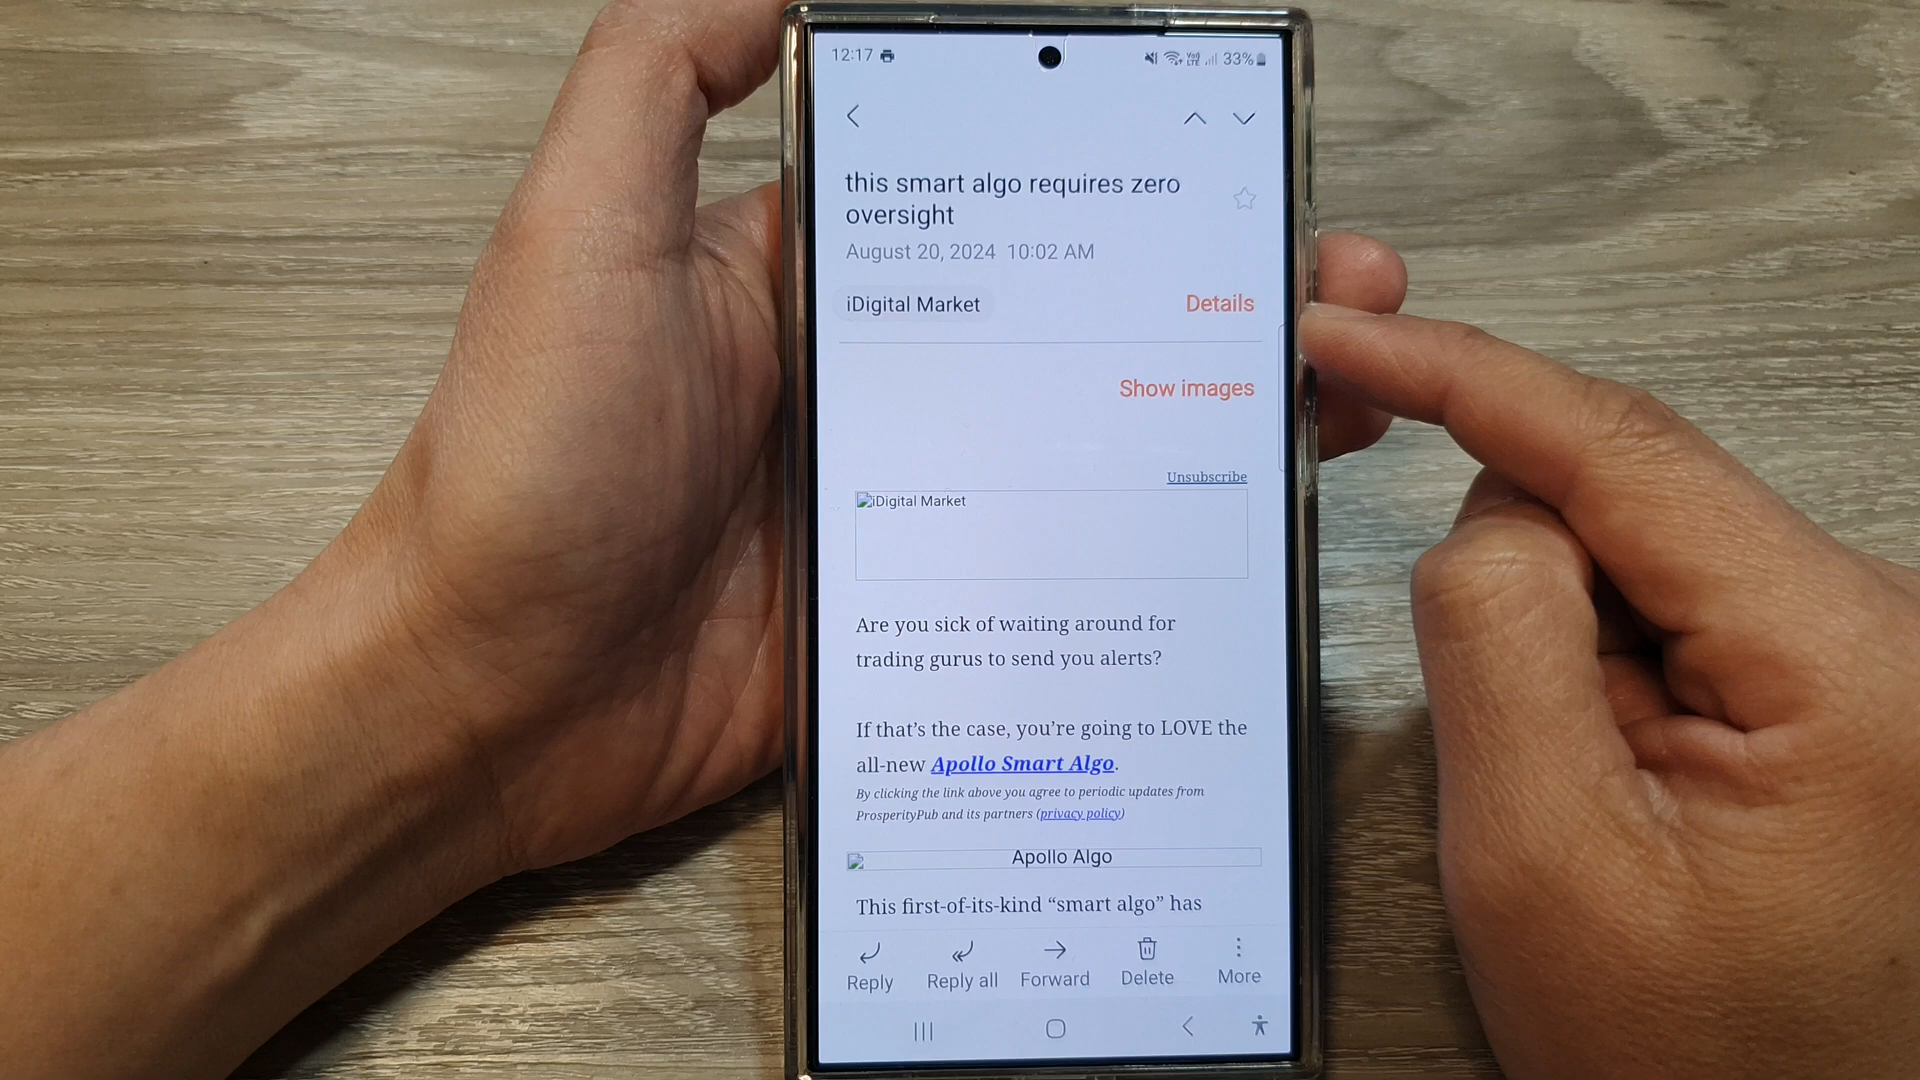 12:17
Vo)) LTE 33%
this smart algo requires zero
oversight
August 20, 2024 10:02 AM
iDigital Market
Details
Show images
Unsubscribe
iDigital Market
Are you sick of waiting around for
trading gurus to send you alerts?
If that’s the case, you’re going to LOVE the
all-new Apollo Smart Algo.
By clicking the link above you agree to periodic updates from
ProsperityPub and its partners (privacy policy)
Apollo Algo
This first-of-its-kind “smart algo” has
Reply
Reply all
Forward
Delete
More